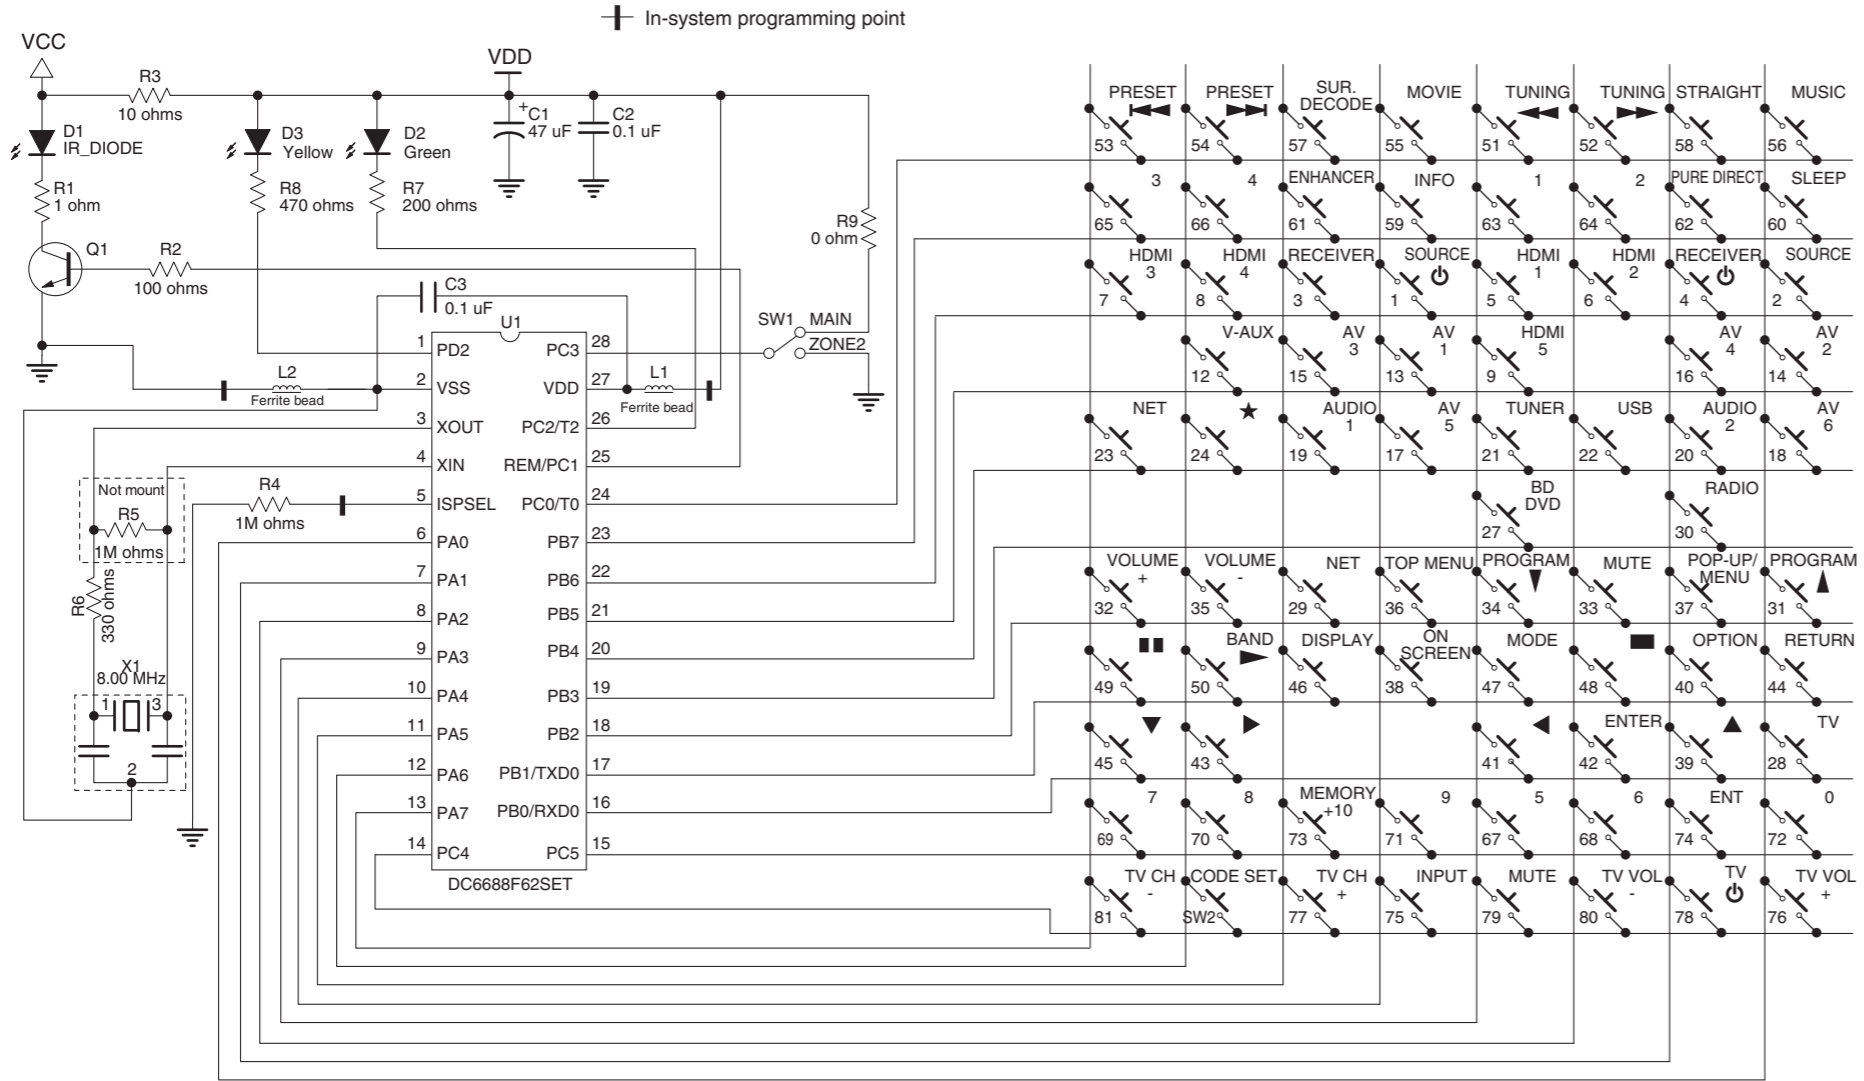 In-system programming point
VCC
VDD
R3
10 ohms
D1
IR_DIODE
D3
Yellow
D2
Green
+
C1
47 uF
C2
0.1 uF
R1
1 ohm
R8
470 ohms
R7
200 ohms
R9
0 ohm
Q1
R2
100 ohms
C3
0.1 uF
SW1
MAIN
ZONE2
U1
L2
Ferrite bead
L1
Ferrite bead
1 PD2
2 VSS
3 XOUT
4 XIN
5 ISPSEL
6 PA0
7 PA1
8 PA2
9 PA3
10 PA4
11 PA5
12 PA6
13 PA7
14 PC4
PC3 28
VDD 27
PC2/T2 26
REM/PC1 25
PC0/T0 24
PB7 23
PB6 22
PB5 21
PB4 20
PB3 19
PB2 18
PB1/TXD0 17
PB0/RXD0 16
PC5 15
DC6688F62SET
Not mount
R5
1M ohms
R4
1M ohms
R6
330 ohms
X1
8.00 MHz
1 3
2
PRESET PRESET SUR. DECODE MOVIE TUNING TUNING STRAIGHT MUSIC
53 54 57 55 51 52 58 56
3 4 ENHANCER INFO 1 2 PURE DIRECT SLEEP
65 66 61 59 63 64 62 60
HDMI 3 HDMI 4 RECEIVER SOURCE HDMI 1 HDMI 2 RECEIVER SOURCE
7 8 3 1 5 6 4 2
V-AUX AV 3 AV 1 HDMI 5 AV 4 AV 2
12 15 13 9 16 14
NET ★ AUDIO 1 AV 5 TUNER USB AUDIO 2 AV 6
23 24 19 17 21 22 20 18
BD DVD RADIO
27 30
VOLUME + VOLUME - NET TOP MENU PROGRAM MUTE POP-UP/ MENU PROGRAM
32 35 29 36 34 33 37 31
BAND DISPLAY ON SCREEN MODE OPTION RETURN
49 50 46 38 47 48 40 44
ENTER TV
45 43 41 42 39 28
7 8 MEMORY +10 9 5 6 ENT 0
69 70 73 71 67 68 74 72
TV CH - CODE SET TV CH + INPUT MUTE TV VOL - TV TV VOL +
81 SW2 77 75 79 80 78 76